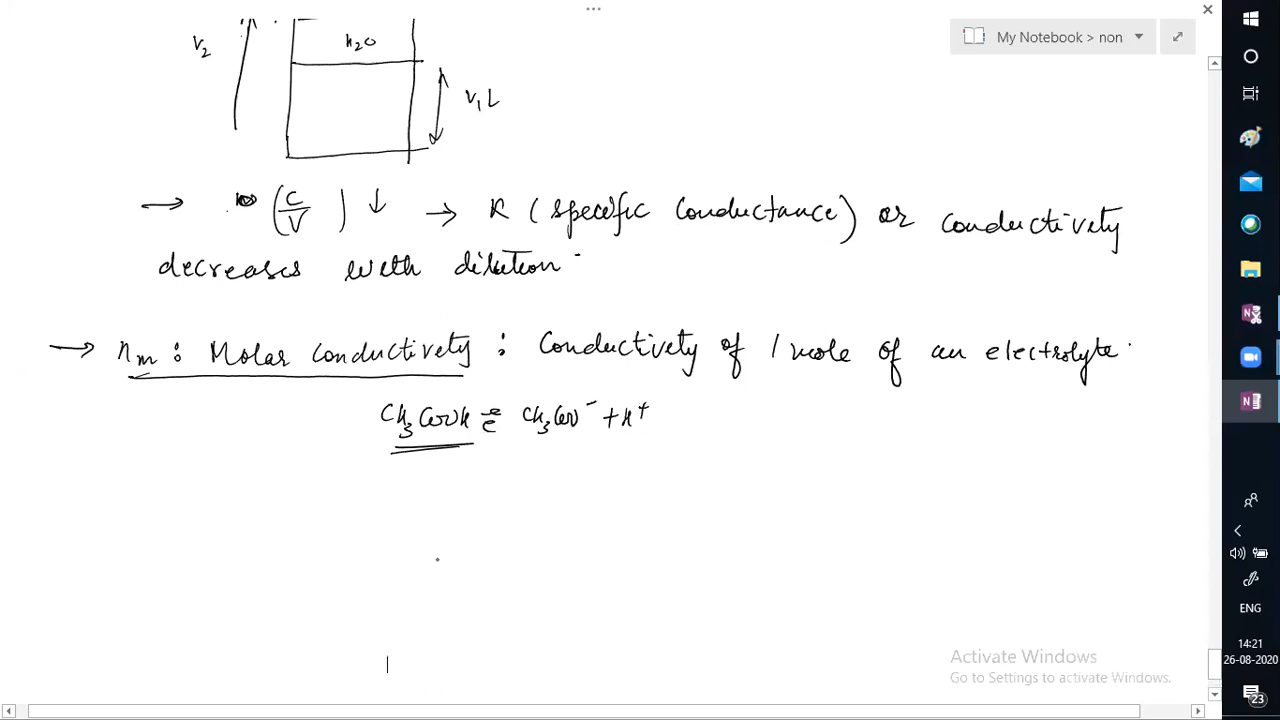 My Notebook > non
V₂
H₂O
V₁ L
→ (C/V) ↓ → K (specific conductance) or conductivity
decreases with dilution.
→ Λm : Molar conductivity : Conductivity of 1 mole of an electrolyte.
CH₃COOH ⇌ CH₃COO⁻ + H⁺
Activate Windows
Go to Settings to activate Windows.
ENG
14:21
26-08-2020
23